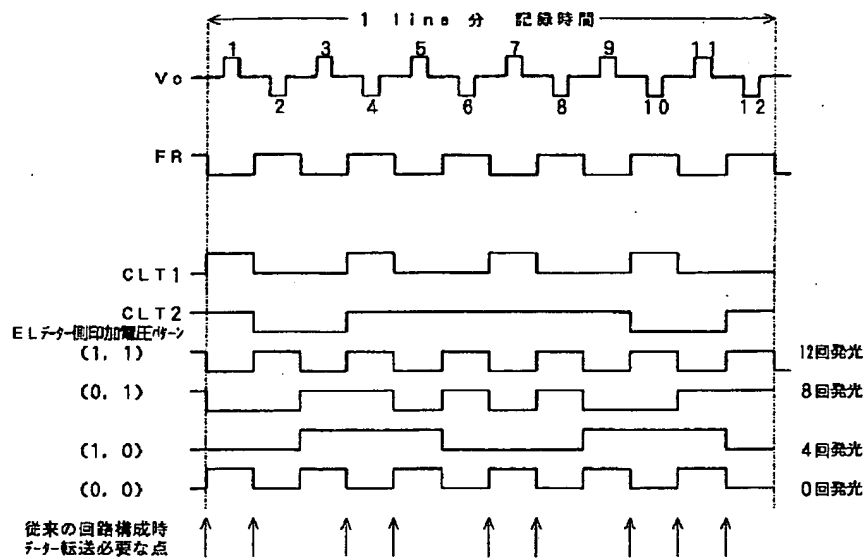 1 line 分 記録時間
1 3 5 7 9 11
Vo
2 4 6 8 10 12
FR
CLT1
CLT2
ELデーター側印加電圧パターン
(1, 1) 12回発光
(0, 1) 8回発光
(1, 0) 4回発光
(0, 0) 0回発光
従来の回路構成時
データー転送必要な点